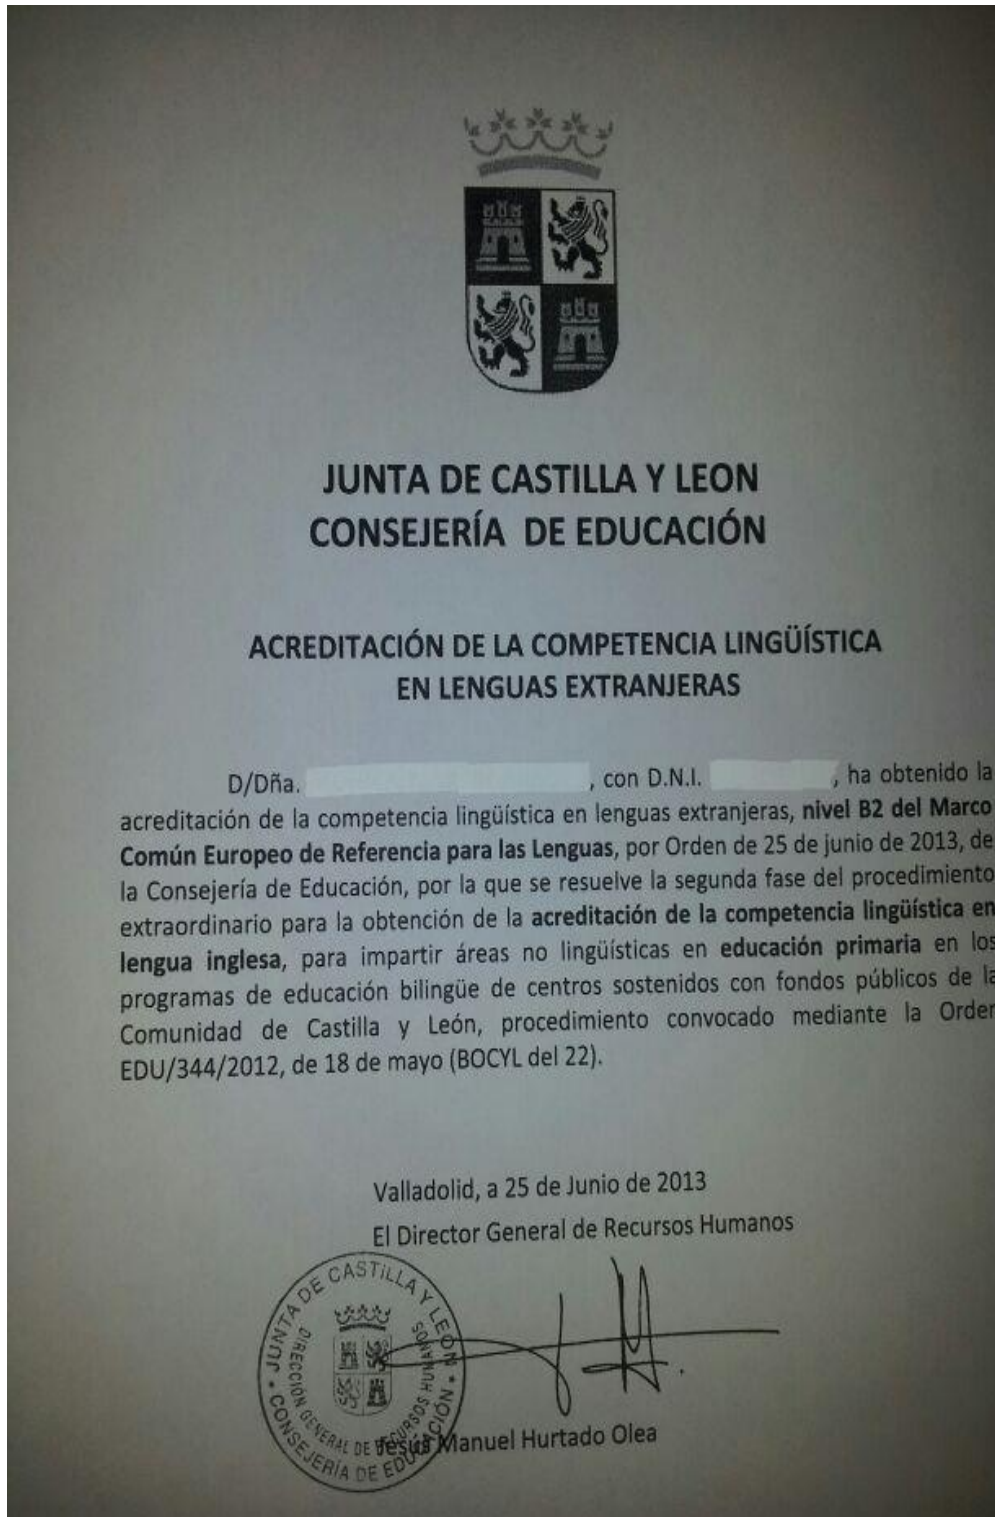 JUNTA DE CASTILLA Y LEON
CONSEJERÍA DE EDUCACIÓN
ACREDITACIÓN DE LA COMPETENCIA LINGÜÍSTICA
EN LENGUAS EXTRANJERAS
D/Dña. , con D.N.I. , ha obtenido la
acreditación de la competencia lingüística en lenguas extranjeras, nivel B2 del Marco
Común Europeo de Referencia para las Lenguas, por Orden de 25 de junio de 2013, de
la Consejería de Educación, por la que se resuelve la segunda fase del procedimiento
extraordinario para la obtención de la acreditación de la competencia lingüística en
lengua inglesa, para impartir áreas no lingüísticas en educación primaria en los
programas de educación bilingüe de centros sostenidos con fondos públicos de la
Comunidad de Castilla y León, procedimiento convocado mediante la Orden
EDU/344/2012, de 18 de mayo (BOCYL del 22).
Valladolid, a 25 de Junio de 2013
El Director General de Recursos Humanos
JUNTA DE CASTILLA Y LEON
DIRECCIÓN GENERAL DE RECURSOS HUMANOS
CONSEJERÍA DE EDUCACIÓN
Jesús Manuel Hurtado Olea